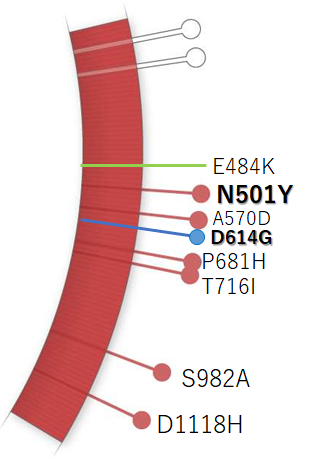 E484K
N501Y
A570D
D614G
P681H
T716I
S982A
D1118H